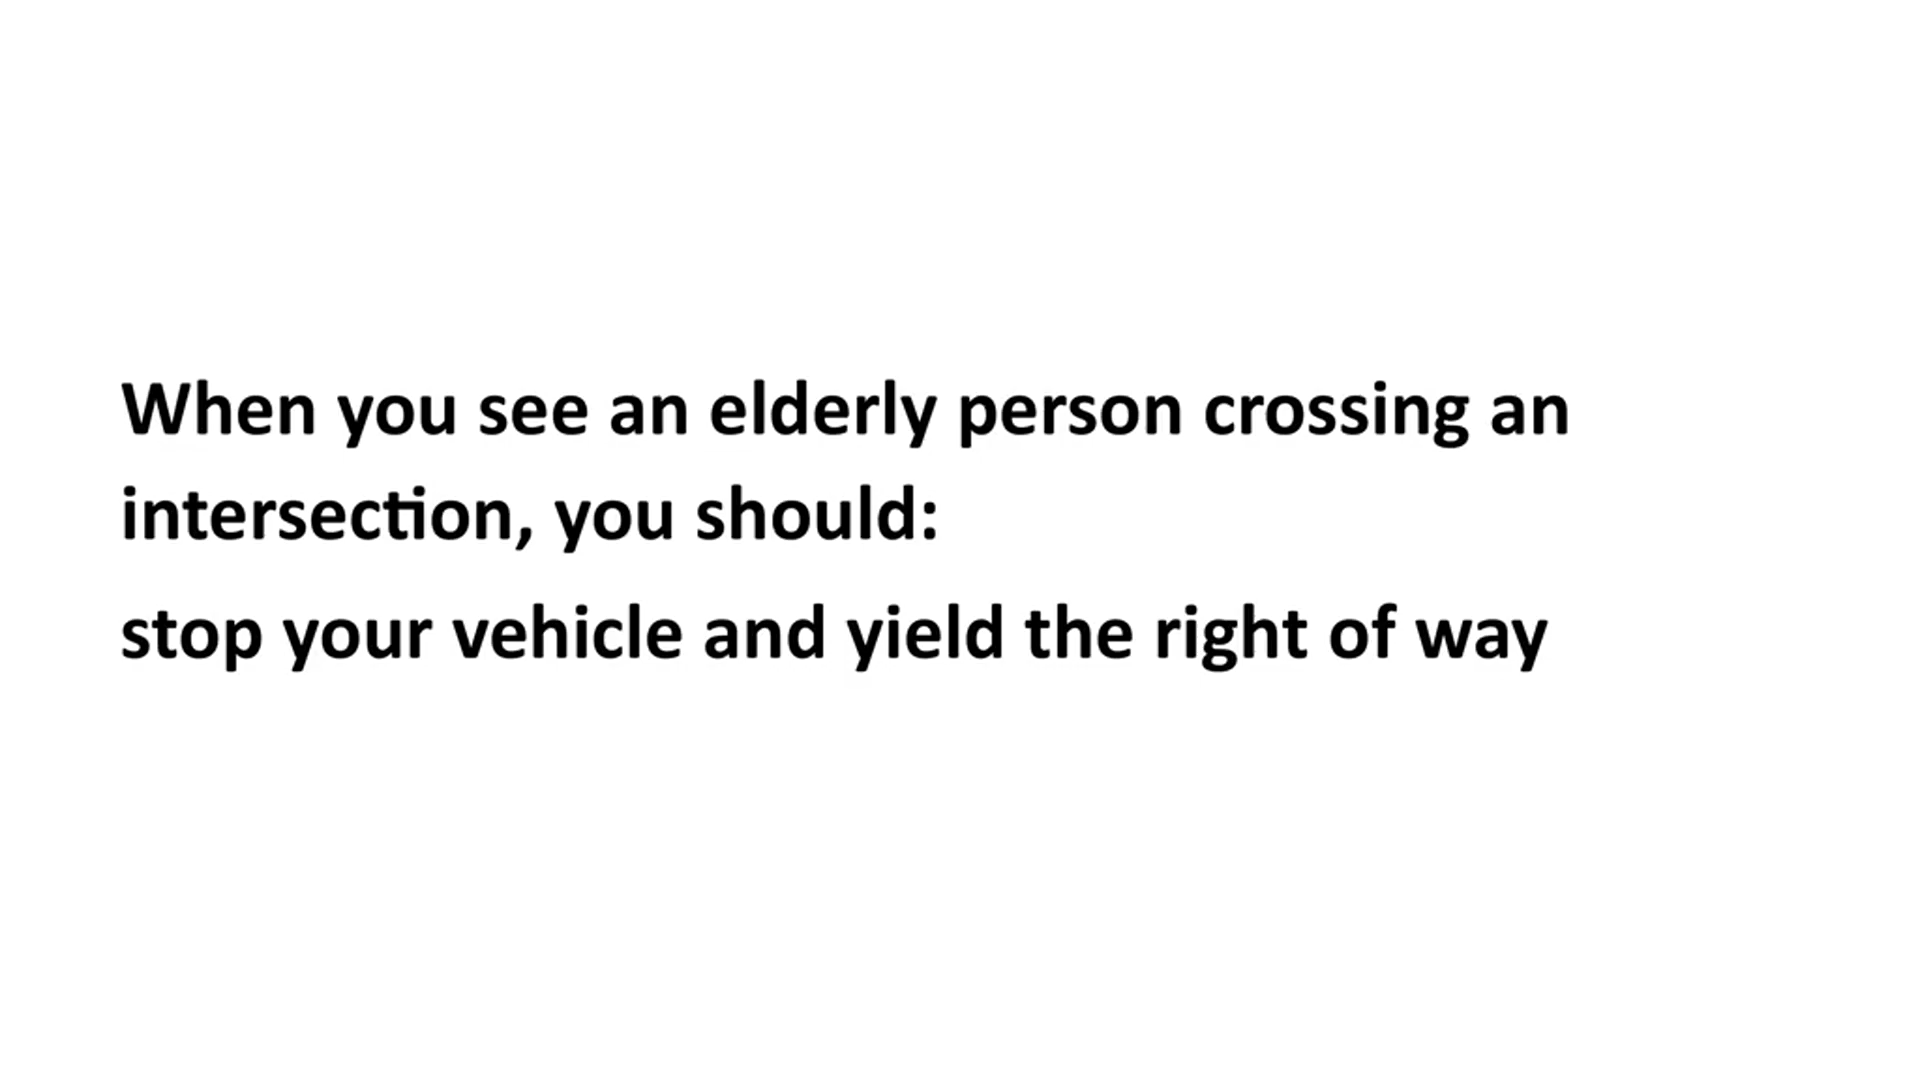 When you see an elderly person crossing an
intersection, you should:
stop your vehicle and yield the right of way